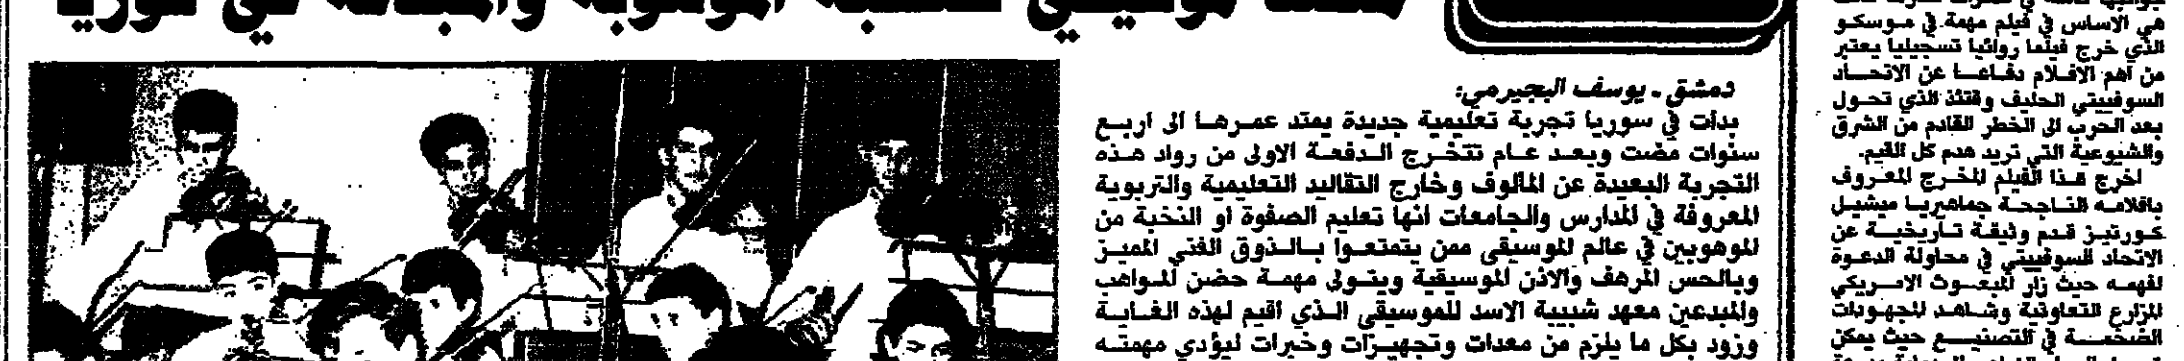 دمشق - يوسف البجيرمي:
بدأت في سوريا تجربة تعليمية جديدة يمتد عمرها الى اربع
سنوات مضت وبعد عام تتخرج الدفعة الاولى من رواد هذه
التجربة البعيدة عن المألوف وخارج التقاليد التعليمية والتربوية
المعروفة في المدارس والجامعات انها تعليم الصفوة او النخبة من
الموهوبين في عالم الموسيقى ممن يتمتعوا بالذوق الفني المميز
وبالحس المرهف والاذن الموسيقية ويتولى مهمة حضن المواهب
والمبدعين معهد شبيبة الاسد للموسيقى الذي اقيم لهذه الغاية
وزود بكل ما يلزم من معدات وتجهيزات وخبرات ليؤدي مهمته
هي الاساس في فيلم مهمة في موسكو
الذي خرج فيلما روائيا تسجيليا يعتبر
من اهم الافلام دفاعا عن الاتحاد
السوفييتي الحليف وقتئذ الذي تحول
بعد الحرب الى الخطر القادم من الشرق
والشيوعية التي تريد هدم كل القيم.
اخرج هذا الفيلم المخرج المعروف
بافلامه الناجحة جماهيريا ميشيل
كورتيز قدم وثيقة تاريخية عن
الاتحاد السوفييتي في محاولة الدعوة
لفهمه حيث زار المبعوث الامريكي
المزارع التعاونية وشاهد المجهودات
الضخمة في التصنيع حيث يمكن